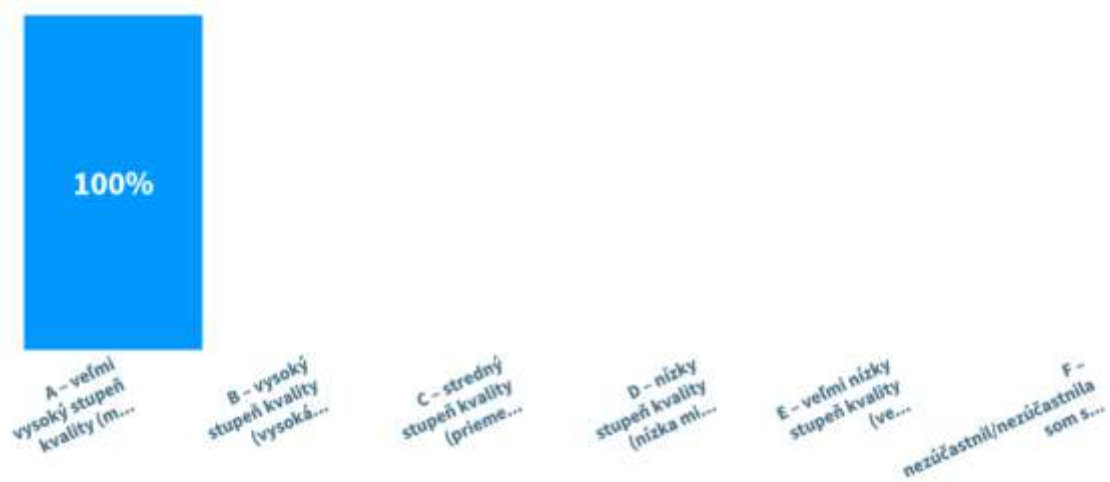 100%
A – veľmi
vysoký stupeň
kvality (m...
B – vysoký
stupeň kvality
(vysoká...
C – stredný
stupeň kvality
(prieme...
D – nízky
stupeň kvality
(nízka mi...
E – veľmi nízky
stupeň kvality
(ve...
F –
nezúčastnil/nezúčastnila
som s...